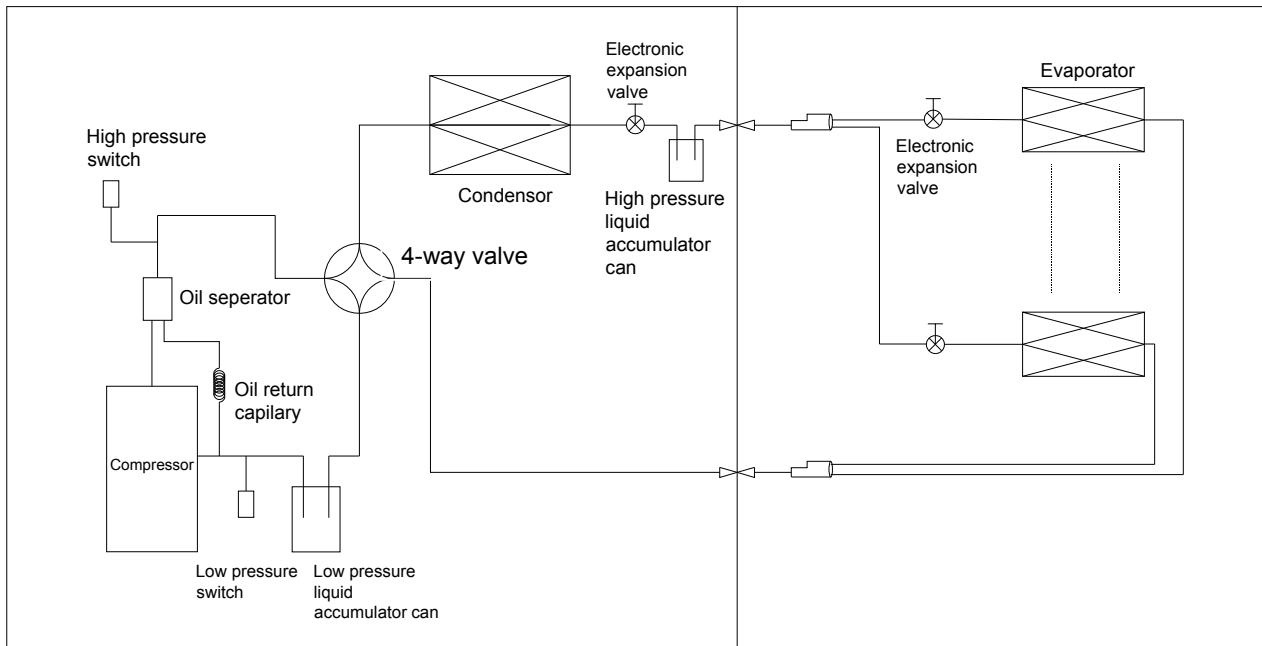 Electronic
expansion
valve
Evaporator
High pressure
switch
Electronic
expansion
valve
Condensor
High pressure
liquid
accumulator
can
4-way valve
Oil seperator
Oil return
capilary
Compressor
Low pressure
switch
Low pressure
liquid
accumulator can